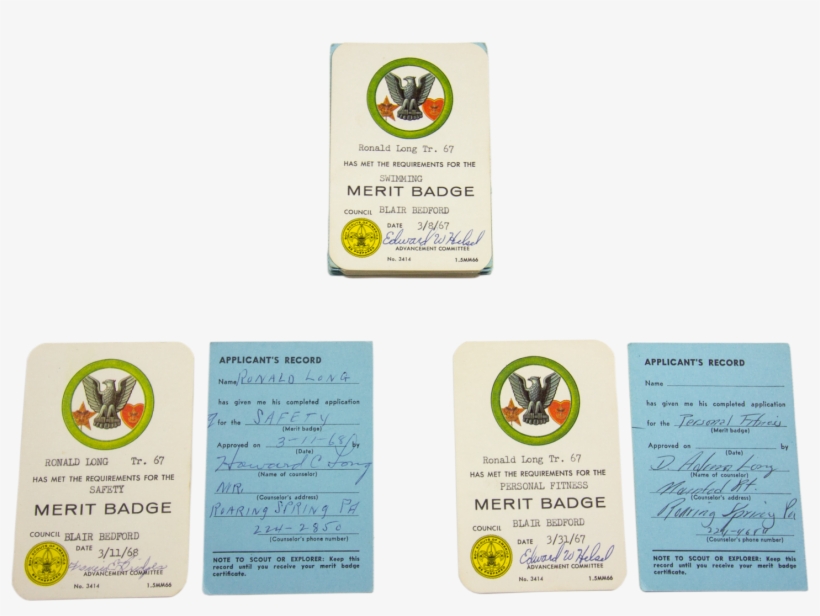 Ronald Long Tr. 67
HAS MET THE REQUIREMENTS FOR THE
SWIMMING
MERIT BADGE
COUNCIL BLAIR BEDFORD
DATE 3/8/67
Edward W Helsel
ADVANCEMENT COMMITTEE
No. 3414 1.5MM66
RONALD LONG Tr. 67
HAS MET THE REQUIREMENTS FOR THE
SAFETY
MERIT BADGE
COUNCIL BLAIR BEDFORD
DATE 3/11/68
ADVANCEMENT COMMITTEE
No. 3414 1.5MM66
APPLICANT'S RECORD
Name RONALD LONG
has given me his completed application
for the SAFETY
(Merit badge)
Approved on 3-11-68 by
(Date)
Howard C Long
(Name of counselor)
MR.
(Counselor's address)
ROARING SPRING PA
224-2850
(Counselor's phone number)
NOTE TO SCOUT OR EXPLORER: Keep this
record until you receive your merit badge
certificate.
Ronald Long Tr. 67
HAS MET THE REQUIREMENTS FOR THE
PERSONAL FITNESS
MERIT BADGE
COUNCIL BLAIR BEDFORD
DATE 3/31/67
Edward W Helsel
ADVANCEMENT COMMITTEE
No. 3414 1.5MM66
APPLICANT'S RECORD
Name
has given me his completed application
for the Personal Fitness
(Merit badge)
Approved on by
(Date)
D. Long
(Name of counselor)
Rt.
(Counselor's address)
Roaring Spring Pa
(Counselor's phone number)
NOTE TO SCOUT OR EXPLORER: Keep this
record until you receive your merit badge
certificate.